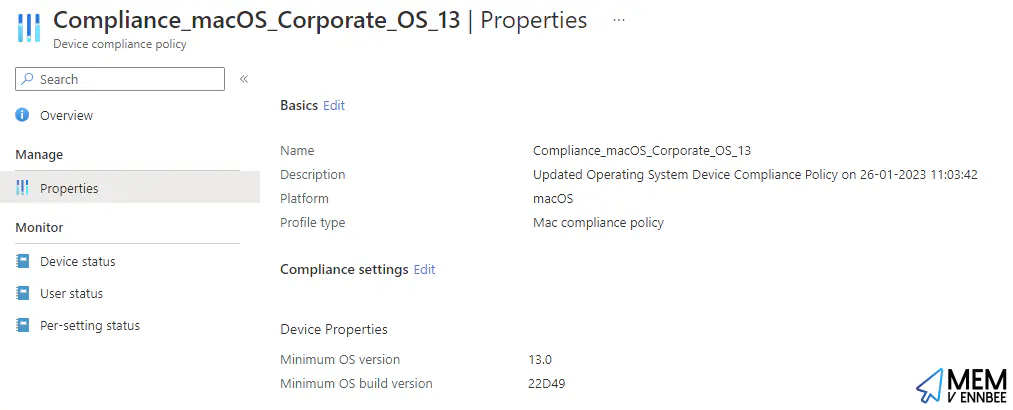 Compliance_macOS_Corporate_OS_13 | Properties ...
Device compliance policy
Search «
Overview
Manage
Properties
Monitor
Device status
User status
Per-setting status
Basics Edit
Name Compliance_macOS_Corporate_OS_13
Description Updated Operating System Device Compliance Policy on 26-01-2023 11:03:42
Platform macOS
Profile type Mac compliance policy
Compliance settings Edit
Device Properties
Minimum OS version 13.0
Minimum OS build version 22D49
MEM
V ENNBEE